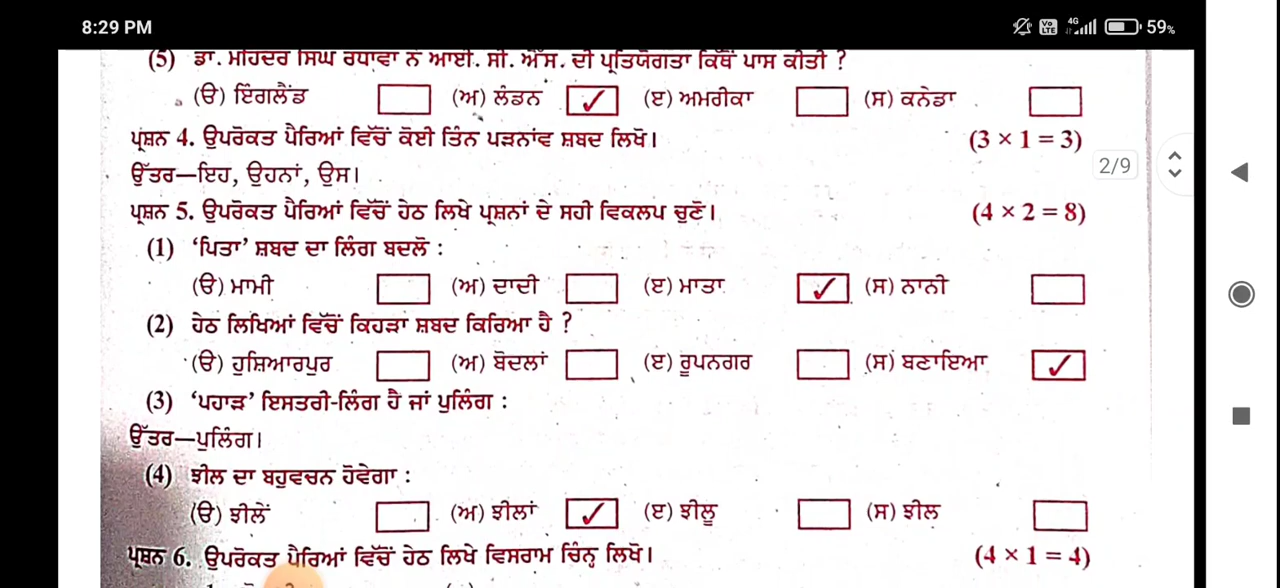 8:29 PM
Vo LTE 4G 59%
(5) ਡਾ. ਮਹਿੰਦਰ ਸਿੰਘ ਰੰਧਾਵਾ ਨੇ ਆਈ. ਸੀ. ਐੱਸ. ਦੀ ਪ੍ਰਤਿਯੋਗਤਾ ਕਿੱਥੋਂ ਪਾਸ ਕੀਤੀ ?
(ੳ) ਇੰਗਲੈਂਡ (ਅ) ਲੰਡਨ ✓ (ੲ) ਅਮਰੀਕਾ (ਸ) ਕਨੇਡਾ
ਪ੍ਰਸ਼ਨ 4. ਉਪਰੋਕਤ ਪੈਰਿਆਂ ਵਿੱਚੋਂ ਕੋਈ ਤਿੰਨ ਪੜਨਾਂਵ ਸ਼ਬਦ ਲਿਖੋ। (3 × 1 = 3)
2/9
ਉੱਤਰ—ਇਹ, ਉਹਨਾਂ, ਉਸ।
ਪ੍ਰਸ਼ਨ 5. ਉਪਰੋਕਤ ਪੈਰਿਆਂ ਵਿੱਚੋਂ ਹੇਠ ਲਿਖੇ ਪ੍ਰਸ਼ਨਾਂ ਦੇ ਸਹੀ ਵਿਕਲਪ ਚੁਣੋ। (4 × 2 = 8)
(1) ‘ਪਿਤਾ’ ਸ਼ਬਦ ਦਾ ਲਿੰਗ ਬਦਲੋ :
(ੳ) ਮਾਮੀ (ਅ) ਦਾਦੀ (ੲ) ਮਾਤਾ ✓ (ਸ) ਨਾਨੀ
(2) ਹੇਠ ਲਿਖਿਆਂ ਵਿੱਚੋਂ ਕਿਹੜਾ ਸ਼ਬਦ ਕਿਰਿਆ ਹੈ ?
(ੳ) ਹੁਸ਼ਿਆਰਪੁਰ (ਅ) ਬੋਦਲਾਂ (ੲ) ਰੂਪਨਗਰ (ਸ) ਬਣਾਇਆ ✓
(3) ‘ਪਹਾੜ’ ਇਸਤਰੀ-ਲਿੰਗ ਹੈ ਜਾਂ ਪੁਲਿੰਗ :
ਉੱਤਰ—ਪੁਲਿੰਗ।
(4) ਝੀਲ ਦਾ ਬਹੁਵਚਨ ਹੋਵੇਗਾ :
(ੳ) ਝੀਲੋਂ (ਅ) ਝੀਲਾਂ ✓ (ੲ) ਝੀਲੂ (ਸ) ਝੀਲ
ਪ੍ਰਸ਼ਨ 6. ਉਪਰੋਕਤ ਪੈਰਿਆਂ ਵਿੱਚੋਂ ਹੇਠ ਲਿਖੇ ਵਿਸਰਾਮ ਚਿੰਨ੍ਹ ਲਿਖੋ। (4 × 1 = 4)